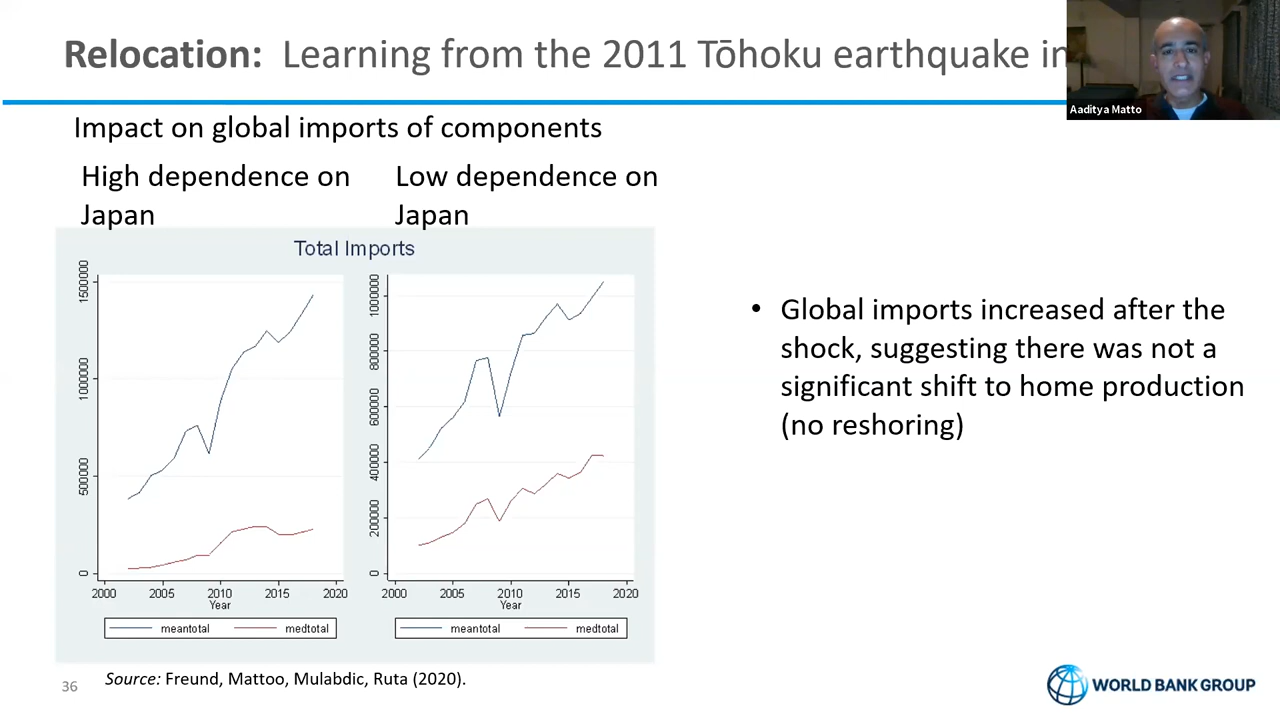 Relocation: Learning from the 2011 Tōhoku earthquake in
Aaditya Matto
Impact on global imports of components
High dependence on
Japan
Low dependence on
Japan
Total Imports
1500000
1000000
500000
0
2000 2005 2010 2015 2020
Year
meantotal medtotal
1000000
800000
600000
400000
200000
0
2000 2005 2010 2015 2020
Year
meantotal medtotal
• Global imports increased after the
shock, suggesting there was not a
significant shift to home production
(no reshoring)
Source: Freund, Mattoo, Mulabdic, Ruta (2020).
36
WORLD BANK GROUP